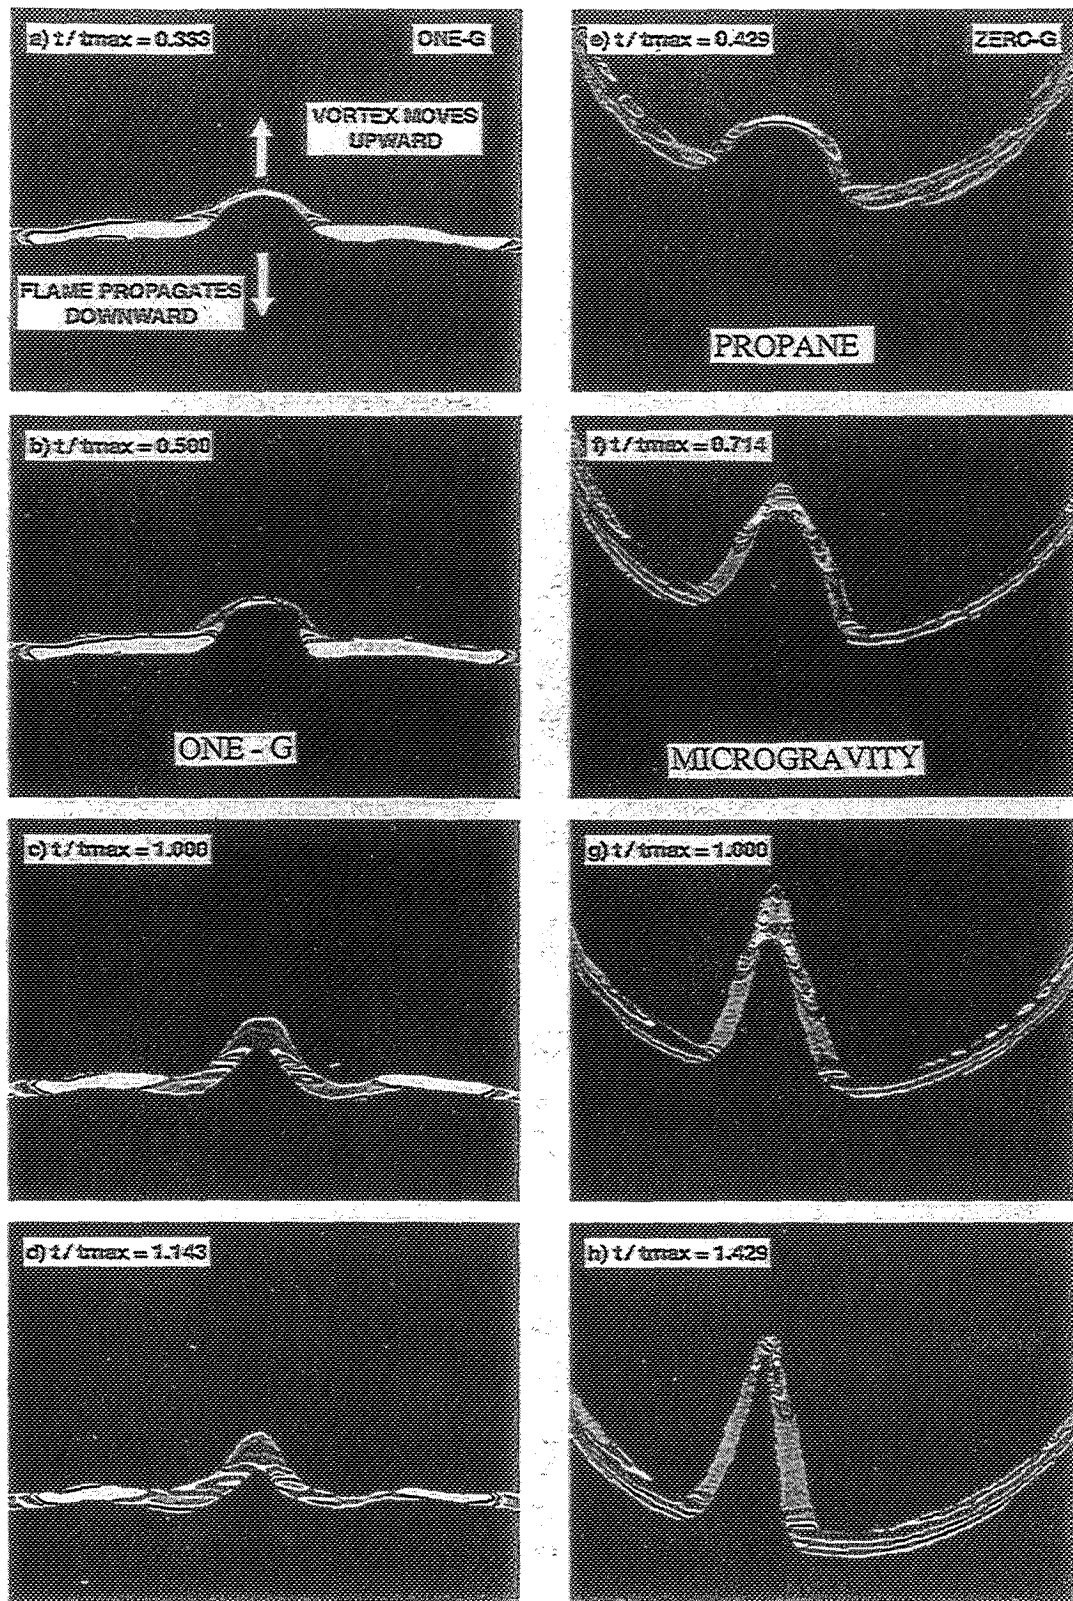 a) t/tmax = 0.333
ONE-G
VORTEX MOVES
UPWARD
FLAME PROPAGATES
DOWNWARD
b) t/tmax = 0.500
ONE - G
c) t/tmax = 1.000
d) t/tmax = 1.143
e) t/tmax = 0.429
ZERO-G
PROPANE
f) t/tmax = 0.714
MICROGRAVITY
g) t/tmax = 1.000
h) t/tmax = 1.429